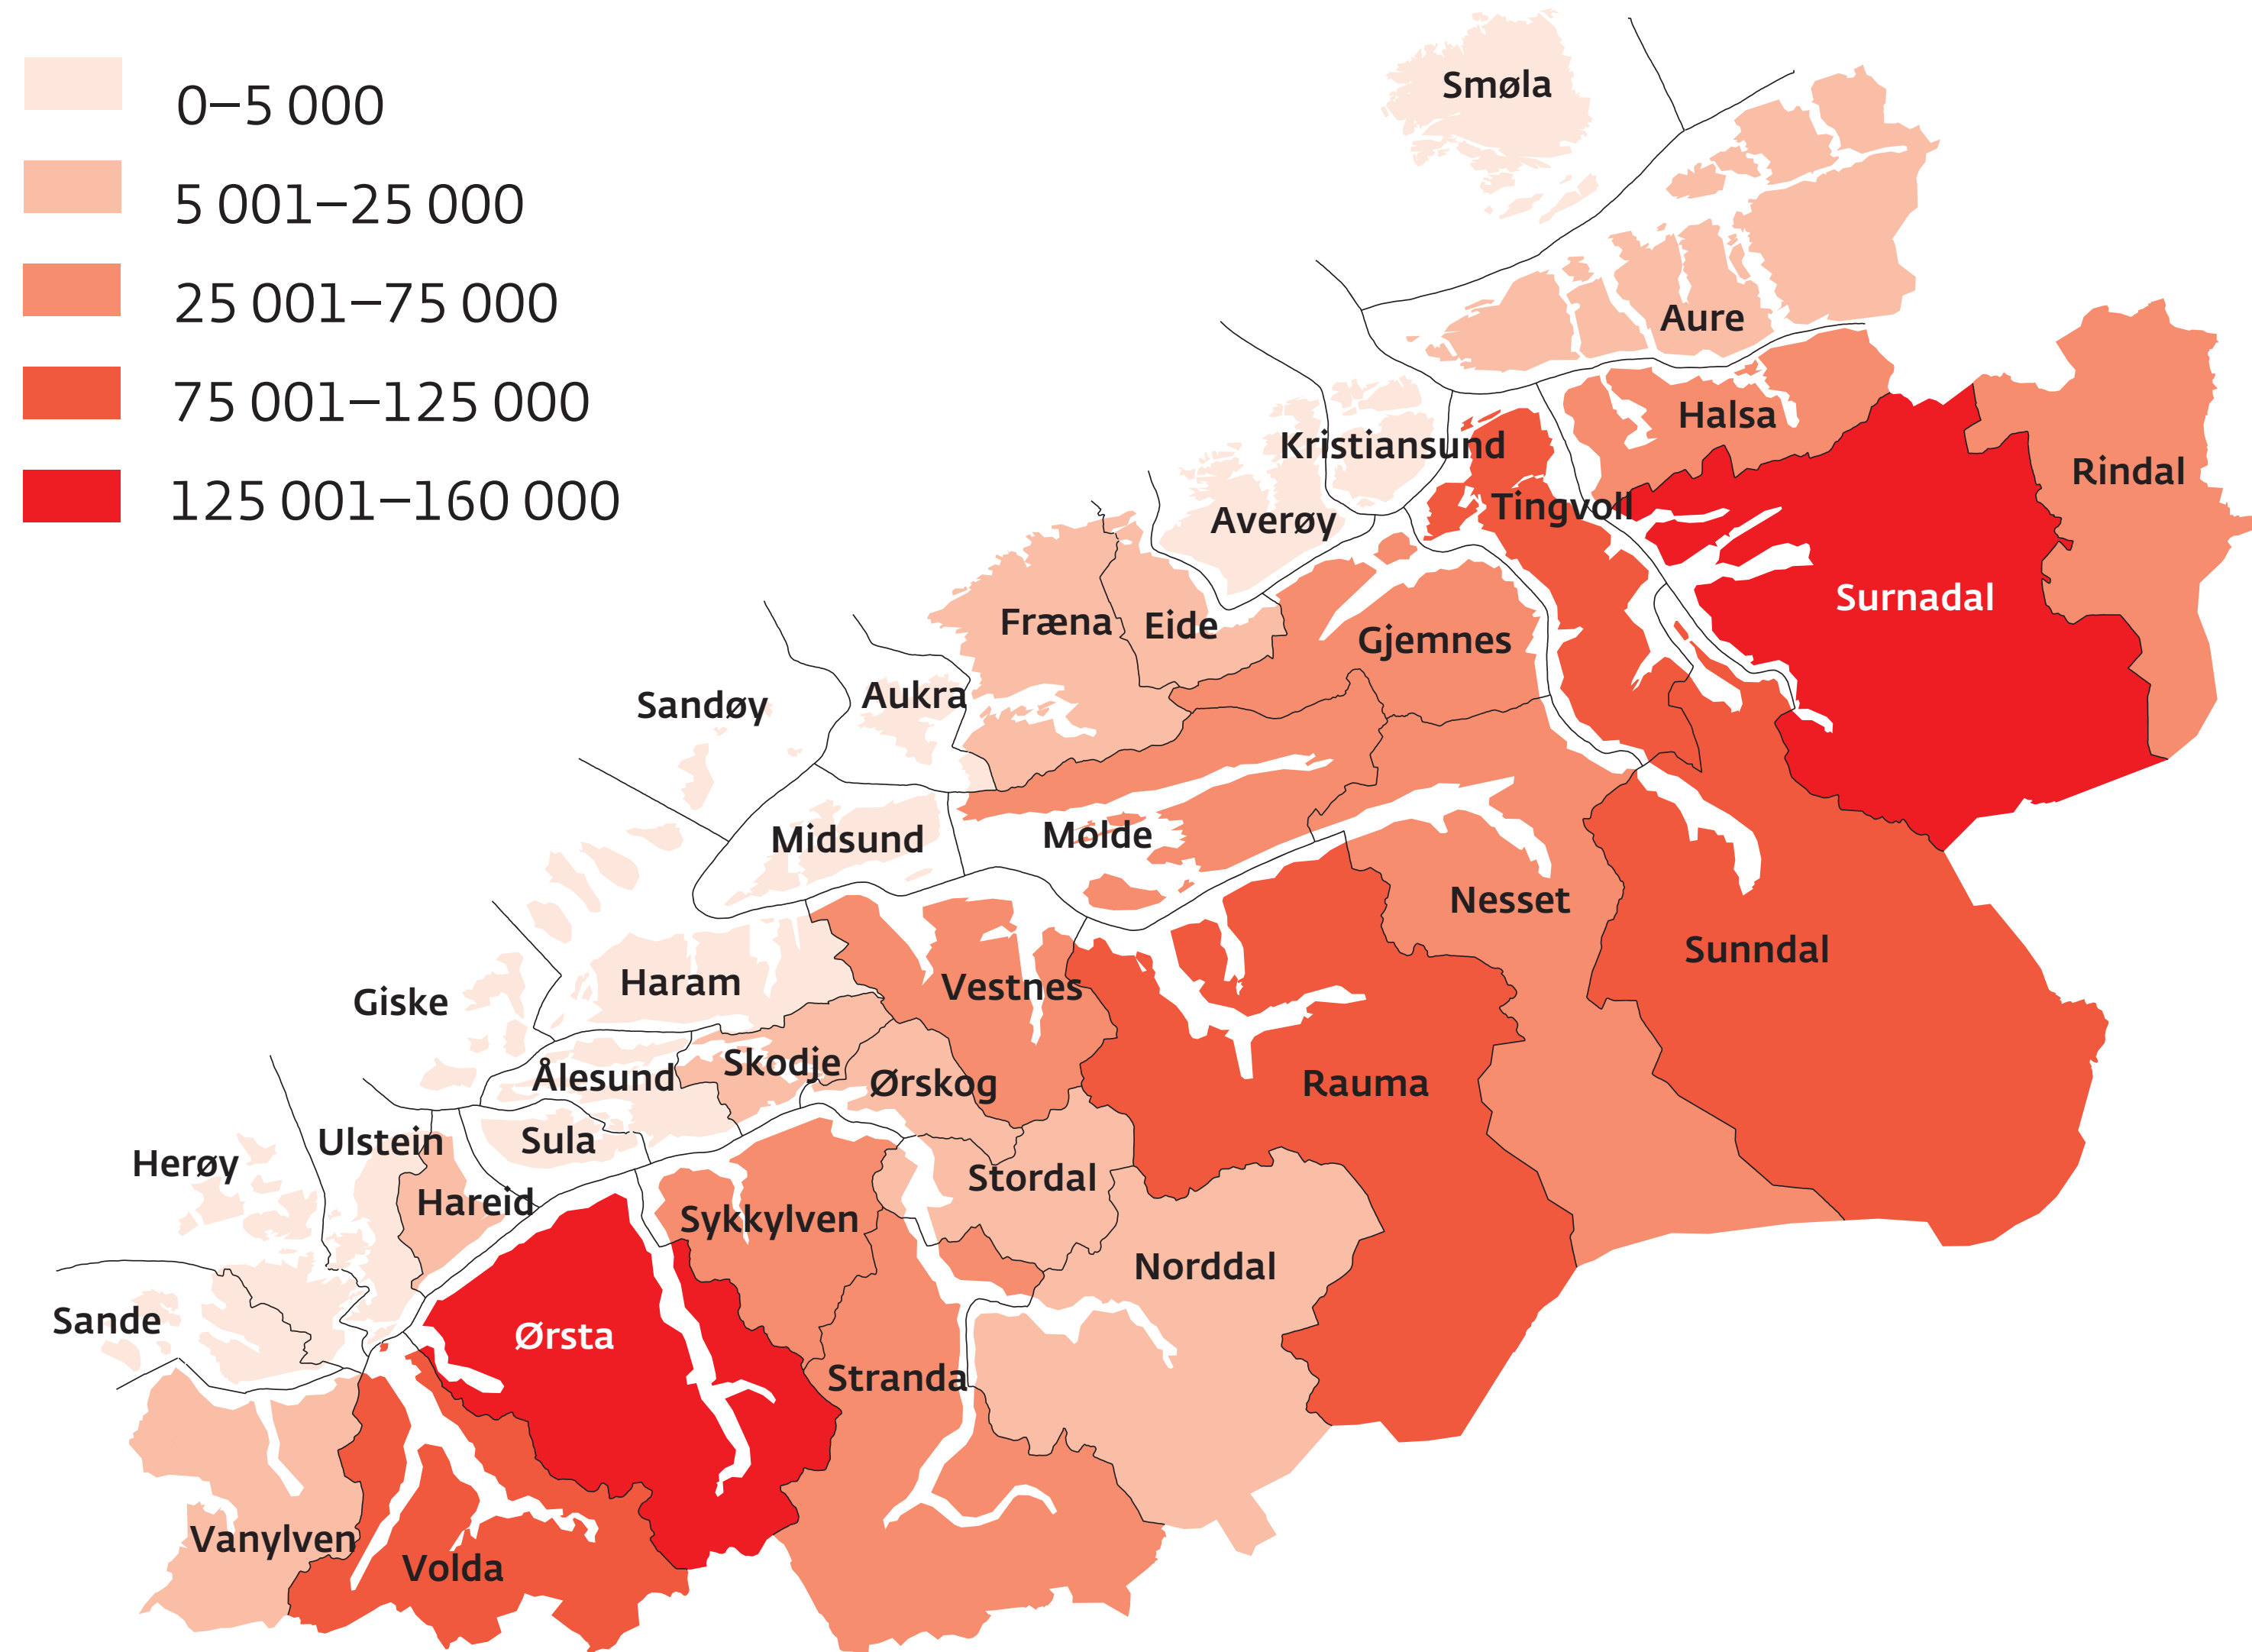 0–5 000
5 001–25 000
25 001–75 000
75 001–125 000
125 001–160 000
Smøla
Aure
Halsa
Kristiansund
Rindal
Tingvoll
Averøy
Surnadal
Fræna
Eide
Gjemnes
Aukra
Sandøy
Midsund
Molde
Nesset
Sunndal
Haram
Vestnes
Giske
Skodje
Ålesund
Ørskog
Rauma
Ulstein
Sula
Herøy
Stordal
Hareid
Sykkylven
Norddal
Sande
Ørsta
Stranda
Vanylven
Volda